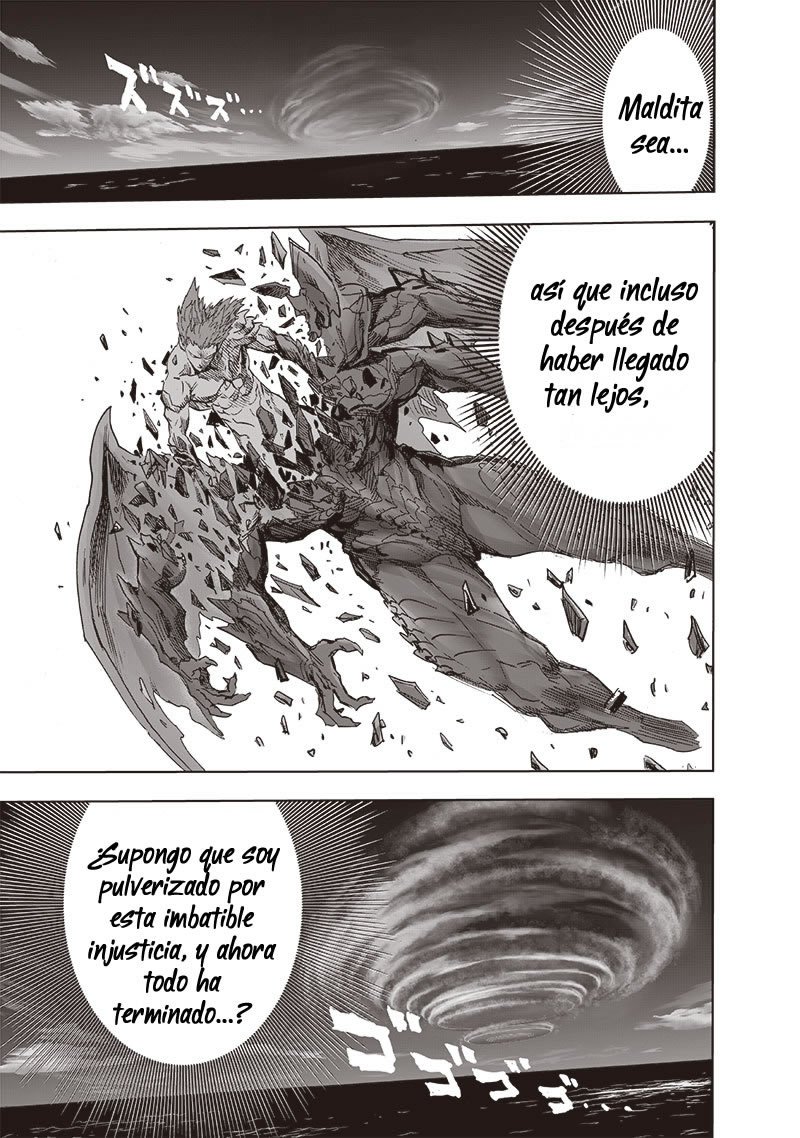 ズズズ…
Maldita
sea...
así que incluso
después de
haber llegado
tan lejos,
¿Supongo que soy
pulverizado por
esta imbatible
injusticia, y ahora
todo ha
terminado...?
ゴゴゴゴゴ…